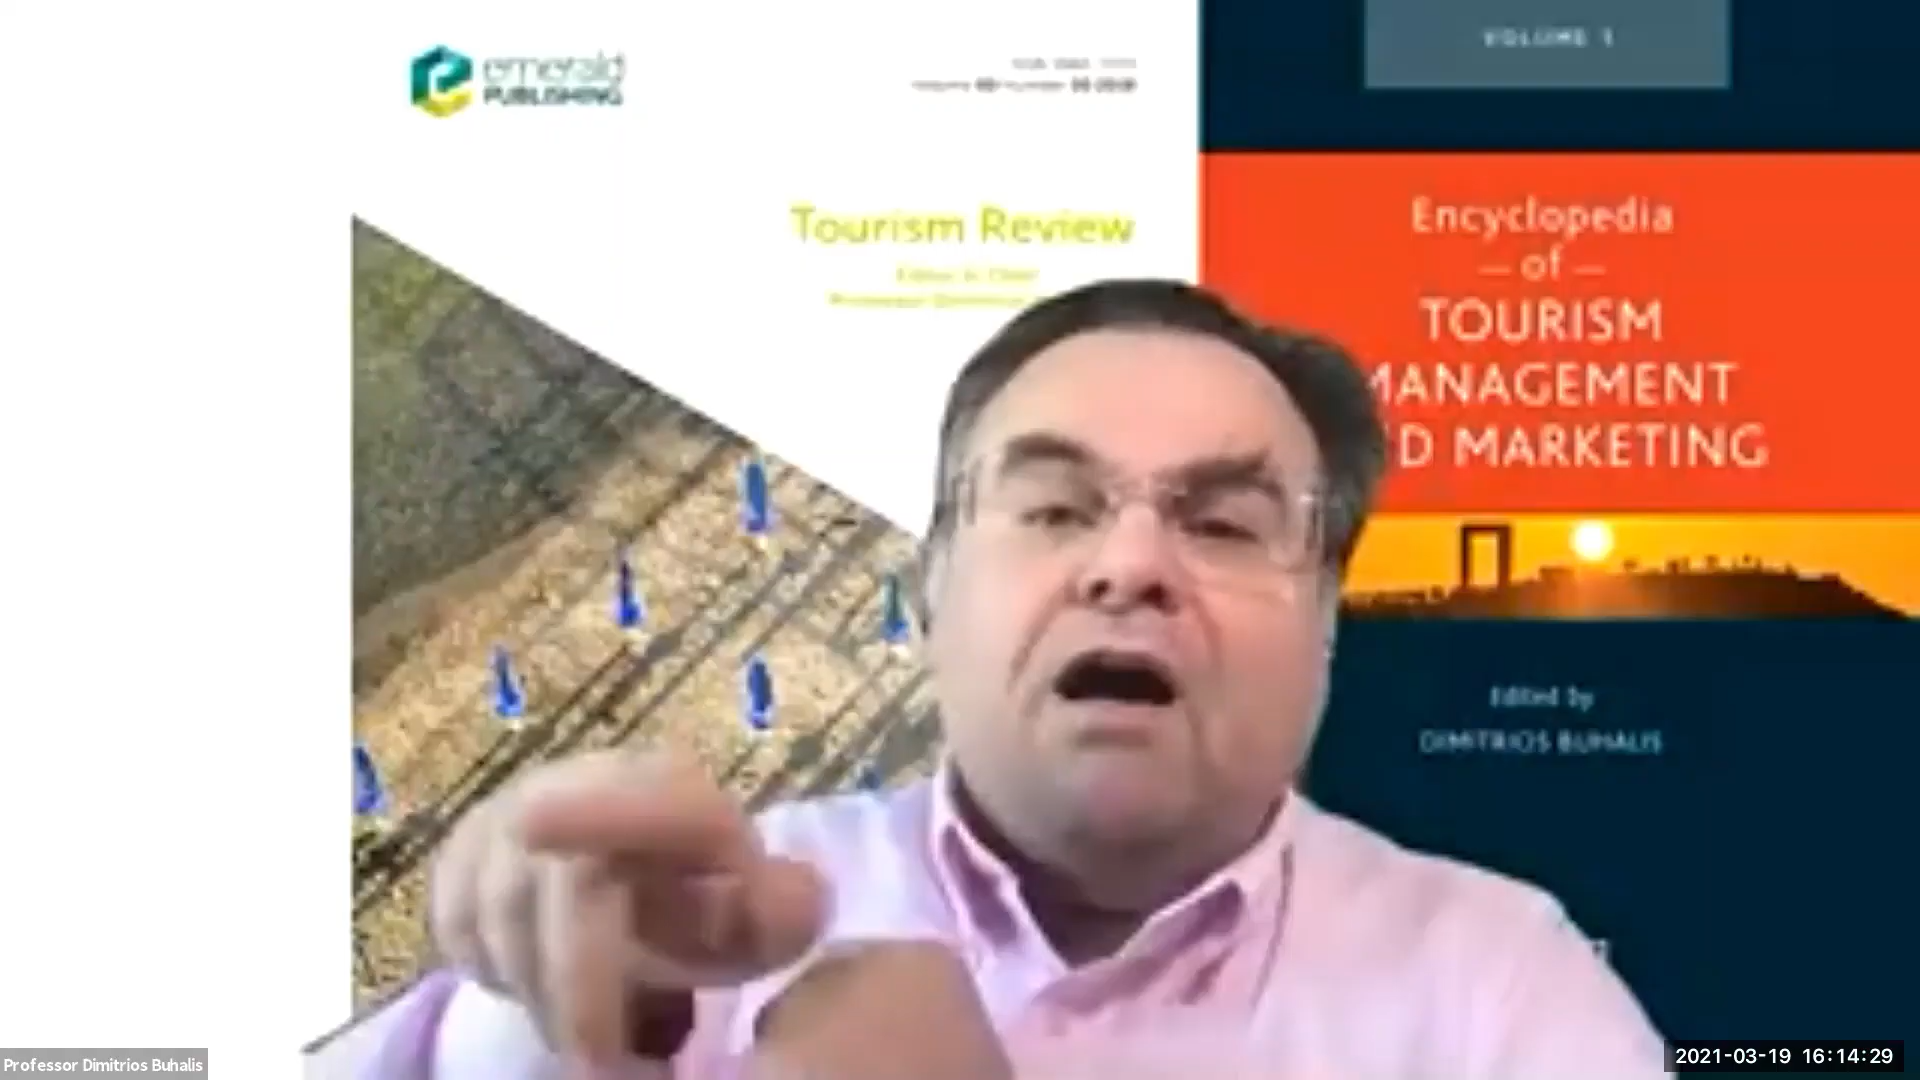 emerald
PUBLISHING
Tourism Review
VOLUME 1
Encyclopedia
— of —
TOURISM
MANAGEMENT
D MARKETING
Edited by
DIMITRIOS BUHALIS
Professor Dimitrios Buhalis
2021-03-19 16:14:29